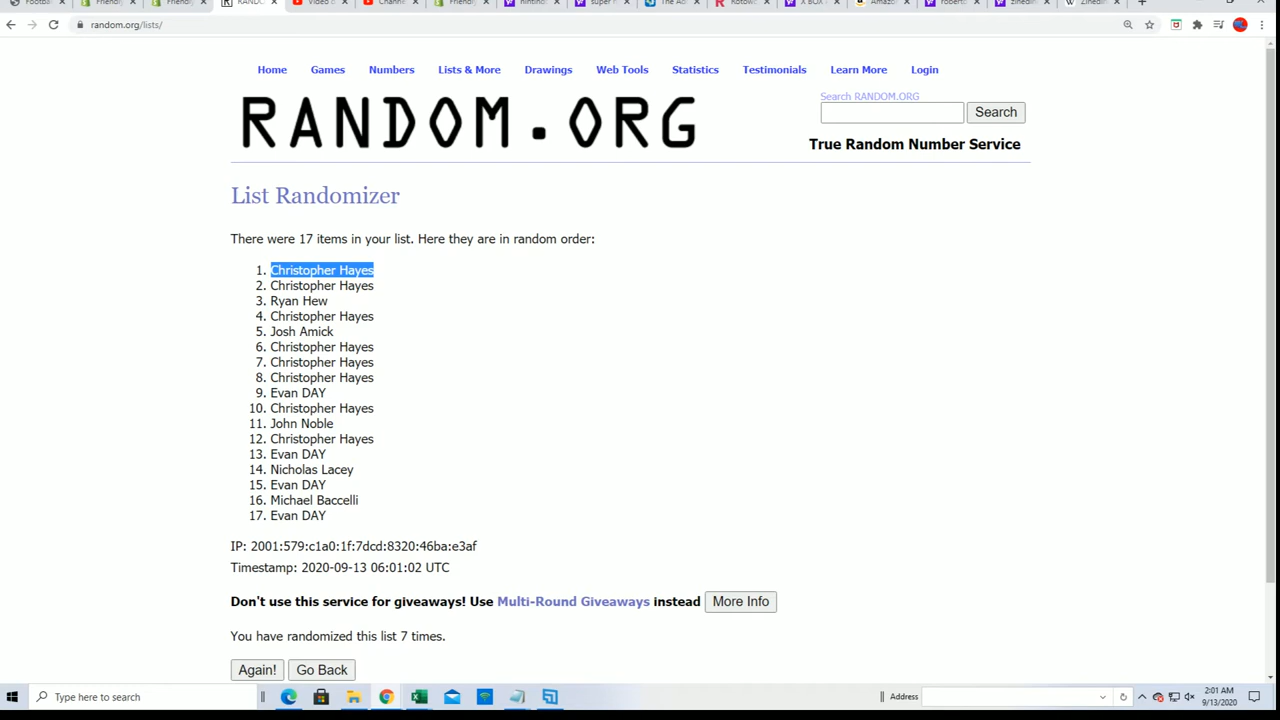 random.org/lists/
Home Games Numbers Lists & More Drawings Web Tools Statistics Testimonials Learn More Login
RANDOM.ORG
Search RANDOM.ORG
Search
True Random Number Service
List Randomizer
There were 17 items in your list. Here they are in random order:
1. Christopher Hayes
2. Christopher Hayes
3. Ryan Hew
4. Christopher Hayes
5. Josh Amick
6. Christopher Hayes
7. Christopher Hayes
8. Christopher Hayes
9. Evan DAY
10. Christopher Hayes
11. John Noble
12. Christopher Hayes
13. Evan DAY
14. Nicholas Lacey
15. Evan DAY
16. Michael Baccelli
17. Evan DAY
IP: 2001:579:c1a0:1f:7dcd:8320:46ba:e3af
Timestamp: 2020-09-13 06:01:02 UTC
Don't use this service for giveaways! Use Multi-Round Giveaways instead More Info
You have randomized this list 7 times.
Again! Go Back
Type here to search
Address
2:01 AM
9/13/2020